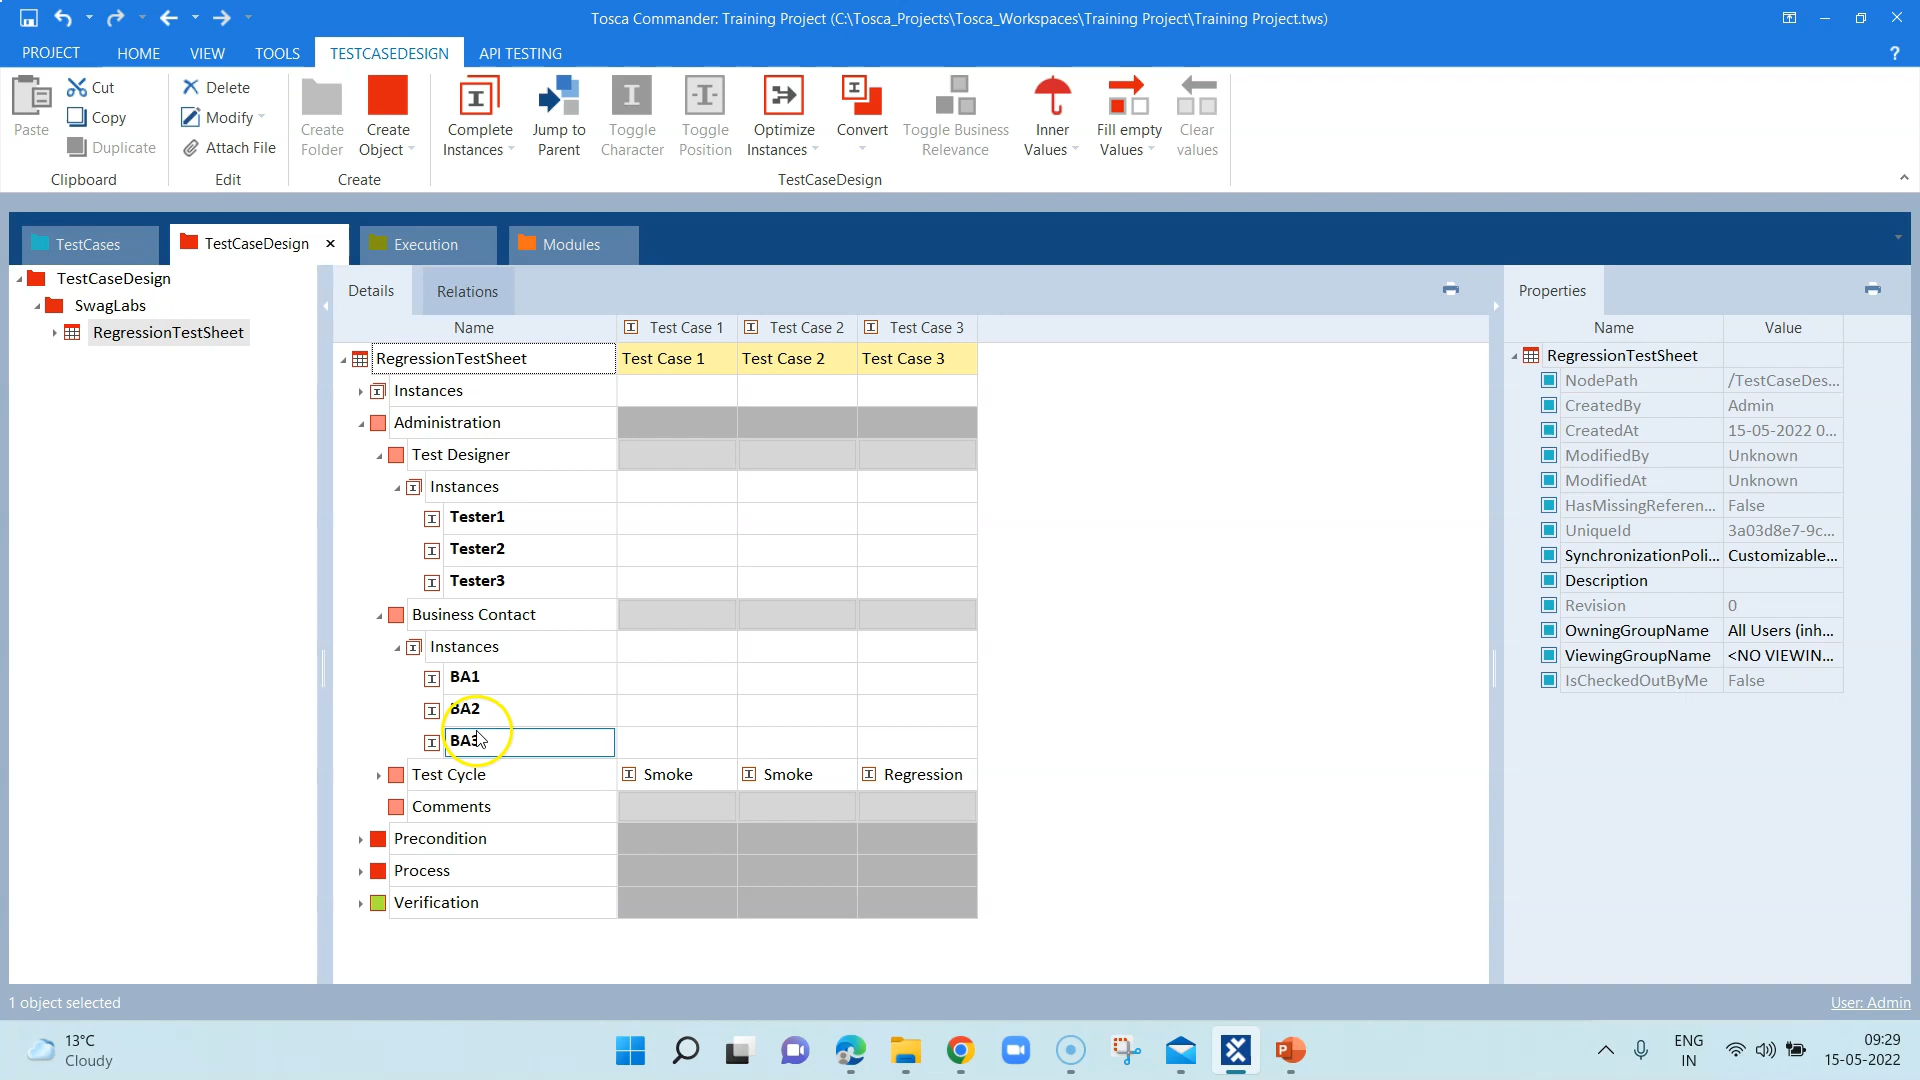 Tosca Commander: Training Project (C:\Tosca_Projects\Tosca_Workspaces\Training Project\Training Project.tws)
PROJECT HOME VIEW TOOLS TESTCASEDESIGN API TESTING ?
Paste
Cut
Copy
Duplicate
Clipboard
Delete
Modify
Attach File
Edit
Create Folder
Create Object
Create
Complete Instances
Jump to Parent
Toggle Character
Toggle Position
Optimize Instances
Convert
Toggle Business Relevance
Inner Values
Fill empty Values
Clear values
TestCaseDesign
TestCases TestCaseDesign Execution Modules
TestCaseDesign
SwagLabs
RegressionTestSheet
Details Relations
Name Test Case 1 Test Case 2 Test Case 3
RegressionTestSheet Test Case 1 Test Case 2 Test Case 3
Instances
Administration
Test Designer
Instances
Tester1
Tester2
Tester3
Business Contact
Instances
BA1
BA2
BA3
Test Cycle Smoke Smoke Regression
Comments
Precondition
Process
Verification
Properties
Name Value
RegressionTestSheet
NodePath /TestCaseDes...
CreatedBy Admin
CreatedAt 15-05-2022 0...
ModifiedBy Unknown
ModifiedAt Unknown
HasMissingReferen... False
UniqueId 3a03d8e7-9c...
SynchronizationPoli... Customizable...
Description
Revision 0
OwningGroupName All Users (inh...
ViewingGroupName <NO VIEWIN...
IsCheckedOutByMe False
1 object selected
User: Admin
13°C
Cloudy
ENG
IN
09:29
15-05-2022